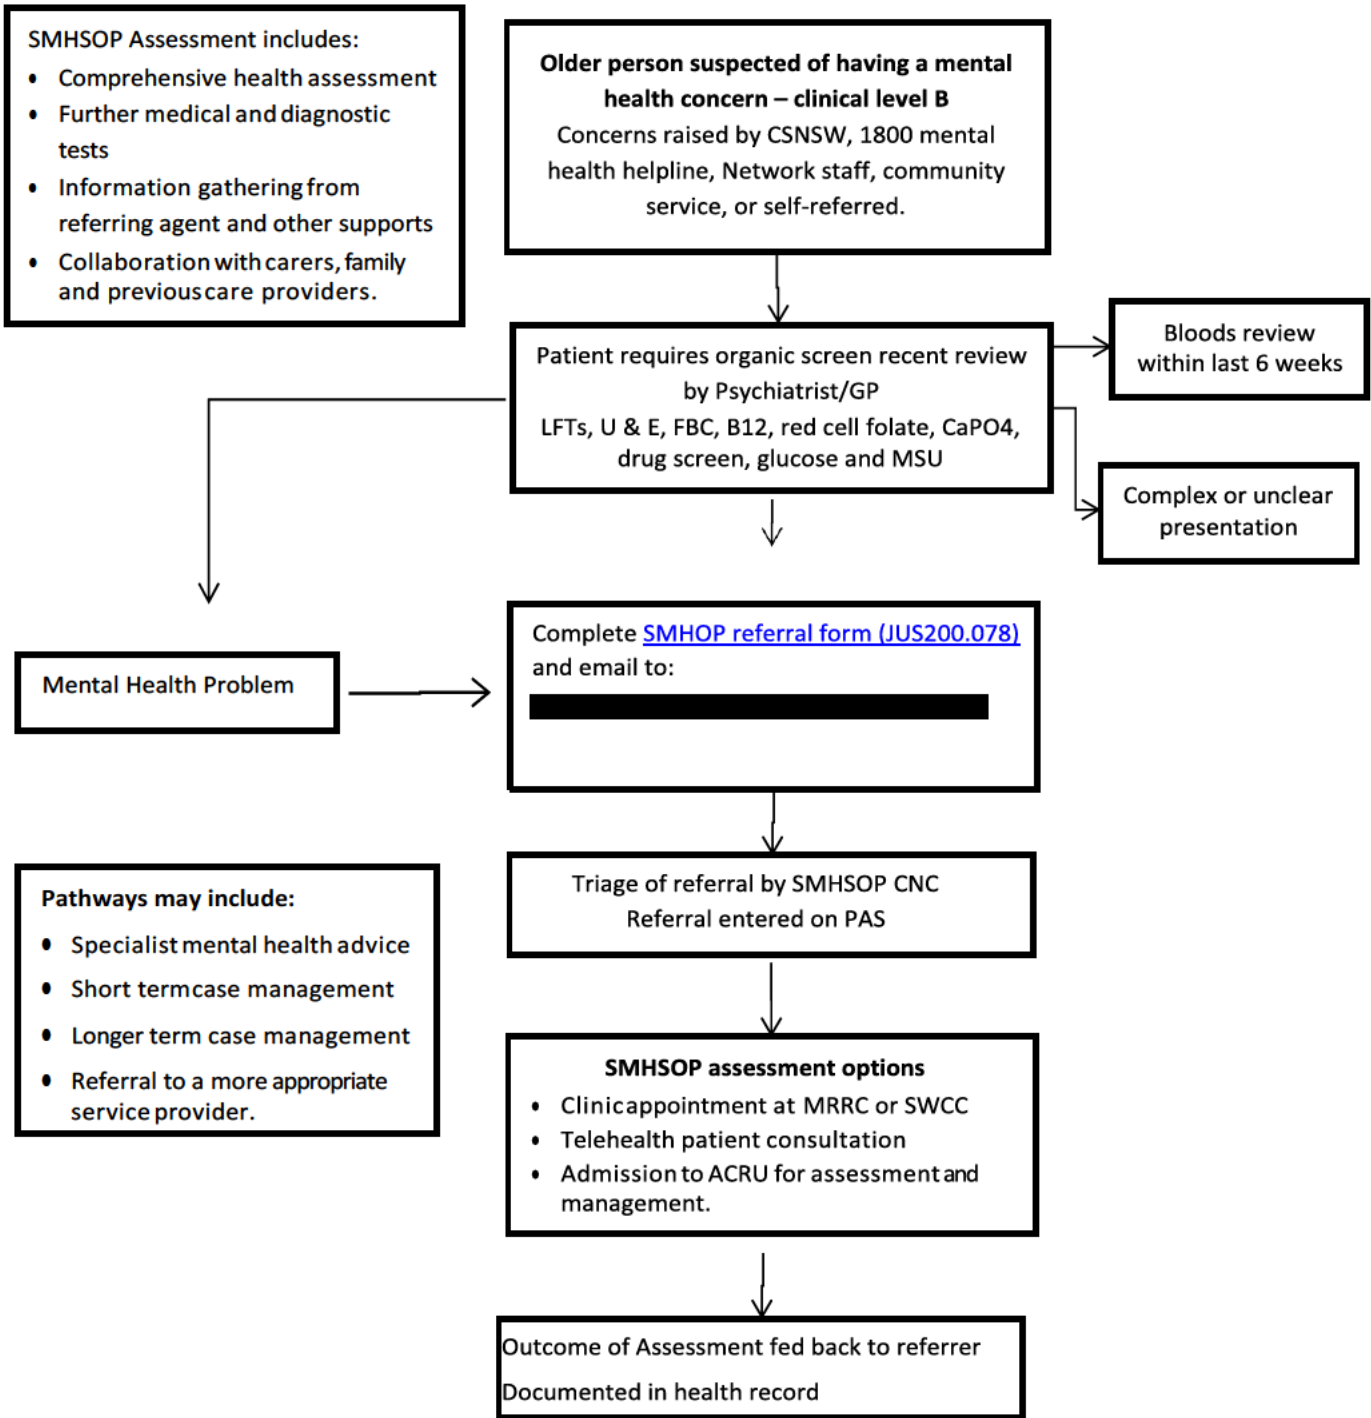 SMHSOP Assessment includes:
• Comprehensive health assessment
• Further medical and diagnostic
tests
• Information gathering from
referring agent and other supports
• Collaboration with carers, family
and previous care providers.
Older person suspected of having a mental
health concern – clinical level B
Concerns raised by CSNSW, 1800 mental
health helpline, Network staff, community
service, or self-referred.
Patient requires organic screen recent review
by Psychiatrist/GP
LFTs, U & E, FBC, B12, red cell folate, CaPO4,
drug screen, glucose and MSU
Bloods review
within last 6 weeks
Complex or unclear
presentation
Mental Health Problem
Complete SMHOP referral form (JUS200.078)
and email to:
Triage of referral by SMHSOP CNC
Referral entered on PAS
Pathways may include:
• Specialist mental health advice
• Short term case management
• Longer term case management
• Referral to a more appropriate
service provider.
SMHSOP assessment options
• Clinic appointment at MRRC or SWCC
• Telehealth patient consultation
• Admission to ACRU for assessment and
management.
Outcome of Assessment fed back to referrer
Documented in health record